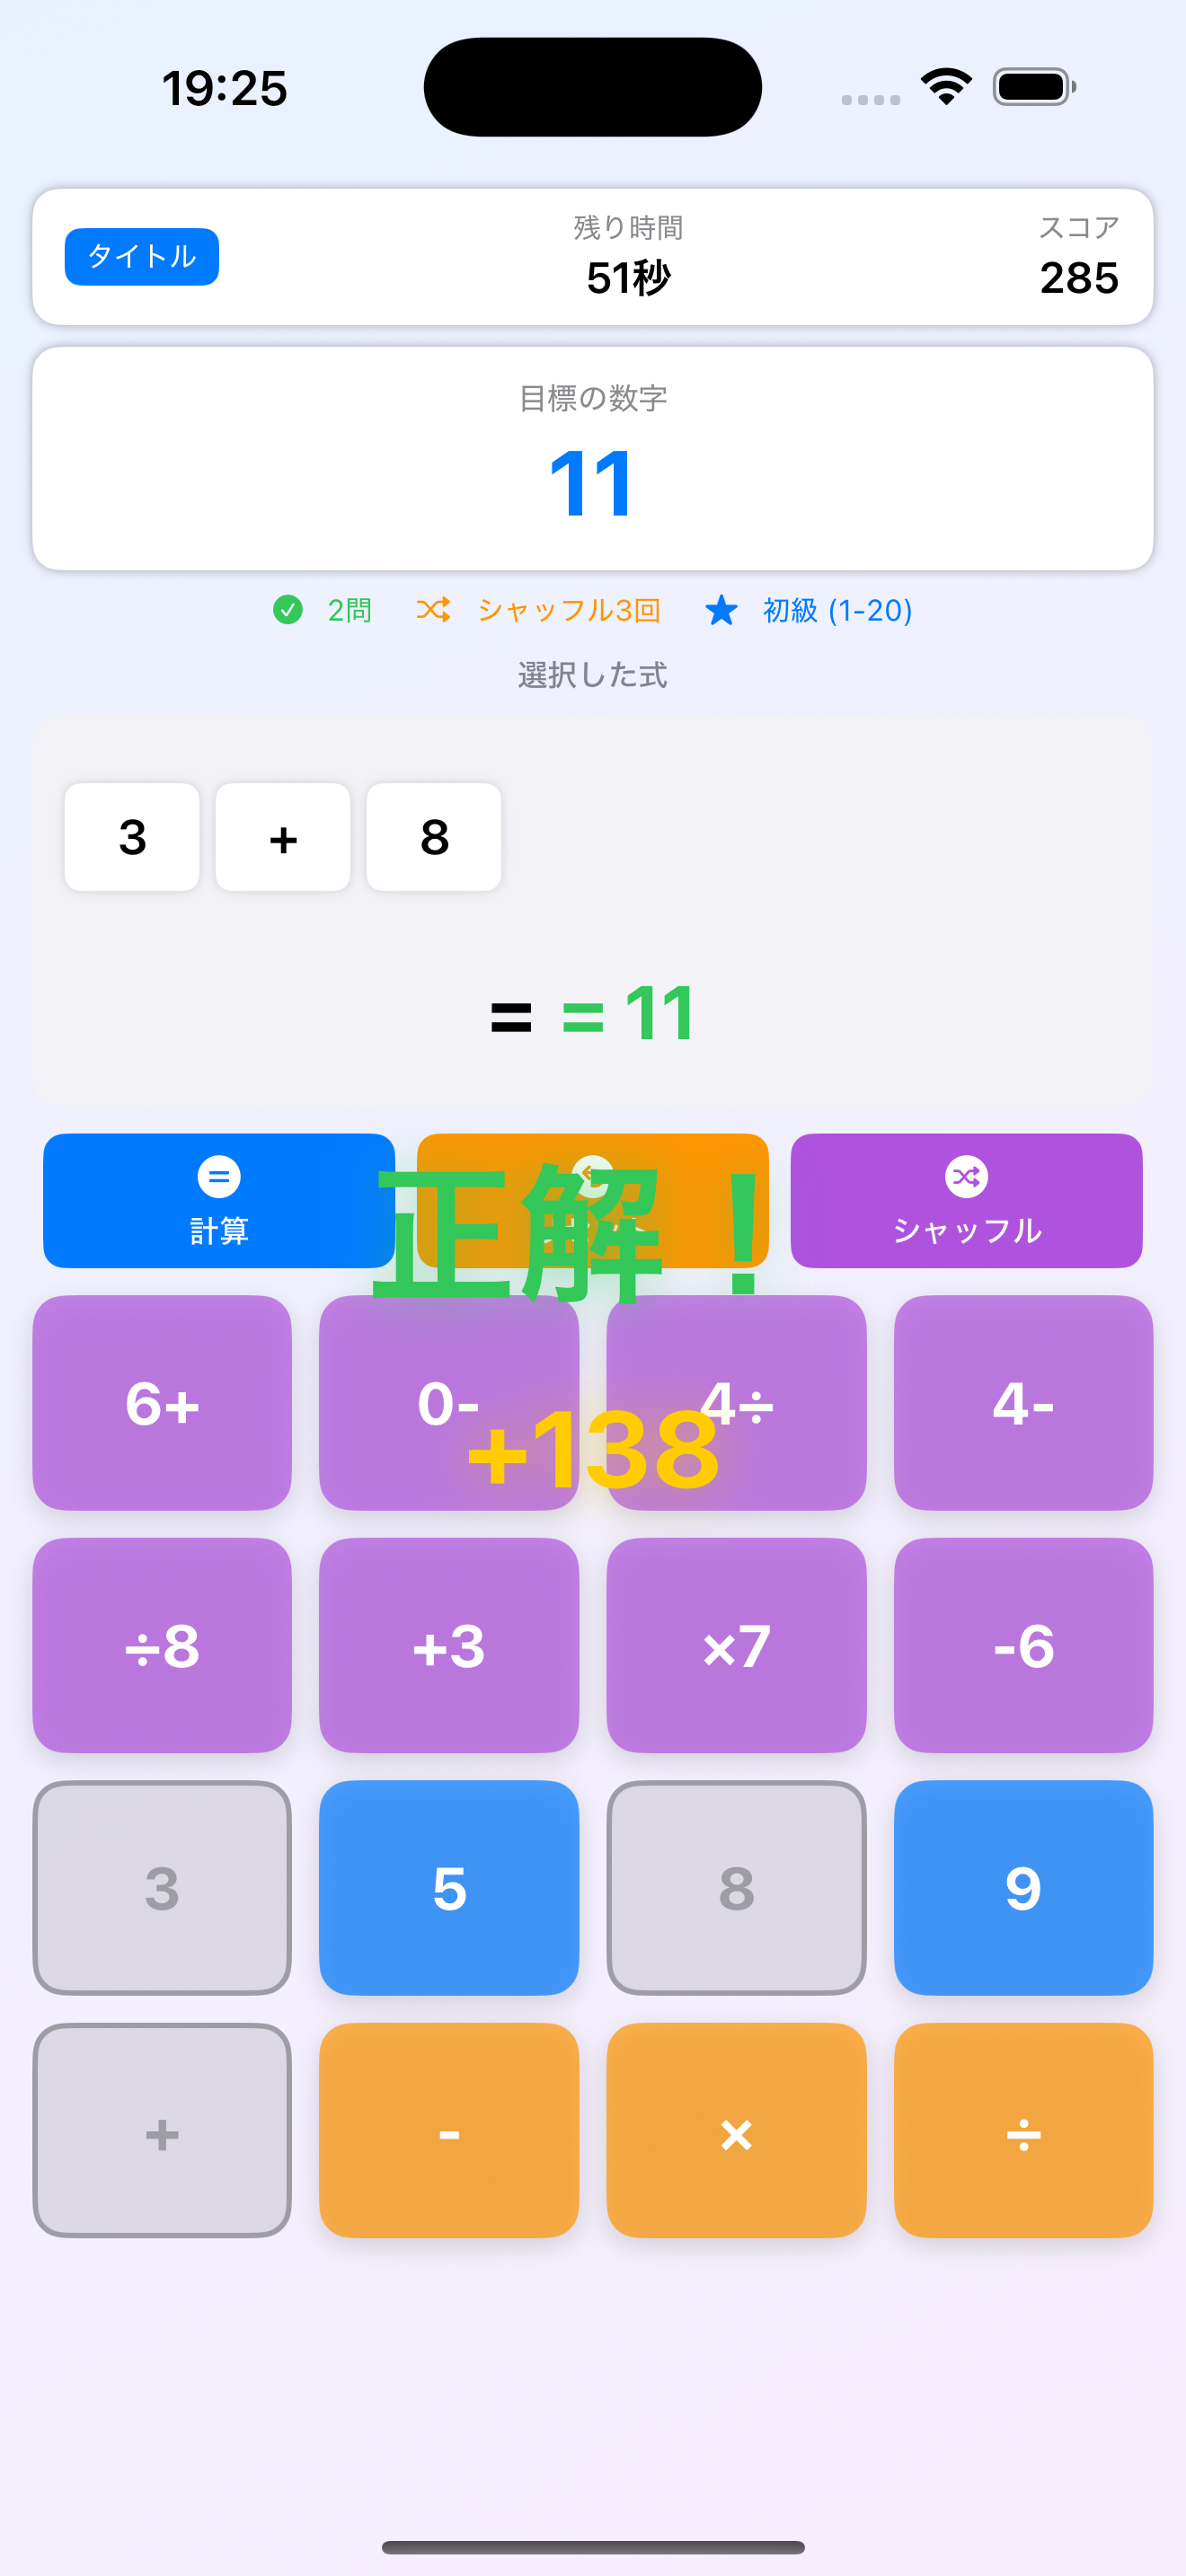 19:25
タイトル
残り時間
51秒
スコア
285
目標の数字
11
2問
シャッフル3回
初級 (1-20)
選択した式
3 + 8
= = 11
計算
シャッフル
正解！
6+ 0- 4÷ 4-
+138
÷8 +3 ×7 -6
3 5 8 9
+ - × ÷